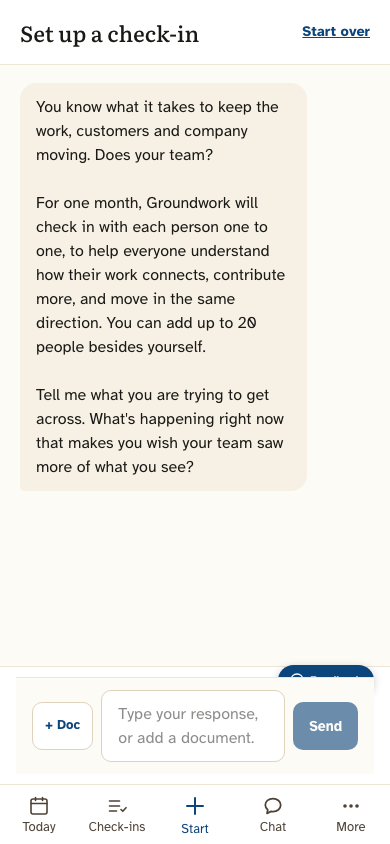 Set up a check-in
Start over
You know what it takes to keep the
work, customers and company
moving. Does your team?
For one month, Groundwork will
check in with each person one to
one, to help everyone understand
how their work connects, contribute
more, and move in the same
direction. You can add up to 20
people besides yourself.
Tell me what you are trying to get
across. What's happening right now
that makes you wish your team saw
more of what you see?
+ Doc
Type your response,
or add a document.
Send
Today
Check-ins
Start
Chat
More